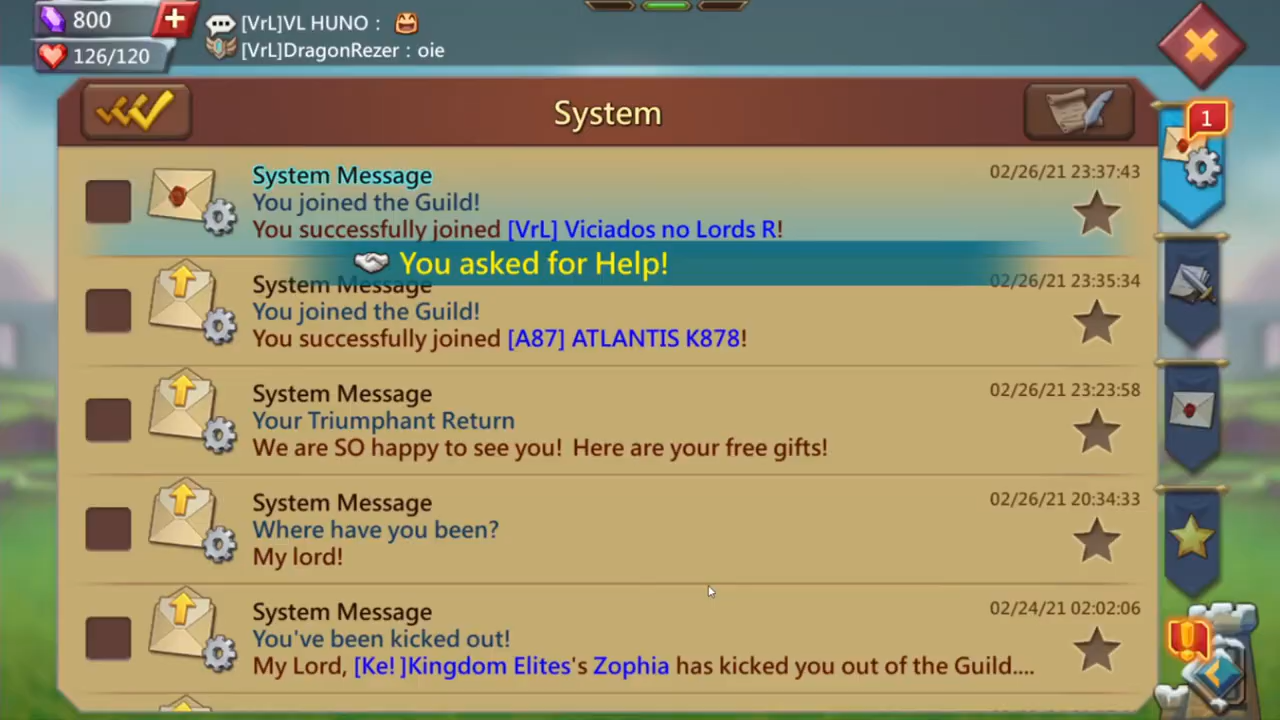 800
126/120
[VrL]VL HUNO :
[VrL]DragonRezer : oie
System
1
System Message
02/26/21 23:37:43
You joined the Guild!
You successfully joined [VrL] Viciados no Lords R!
You asked for Help!
System Message
02/26/21 23:35:34
You joined the Guild!
You successfully joined [A87] ATLANTIS K878!
System Message
02/26/21 23:23:58
Your Triumphant Return
We are SO happy to see you! Here are your free gifts!
System Message
02/26/21 20:34:33
Where have you been?
My lord!
System Message
02/24/21 02:02:06
You've been kicked out!
My Lord, [Ke! ]Kingdom Elites's Zophia has kicked you out of the Guild....